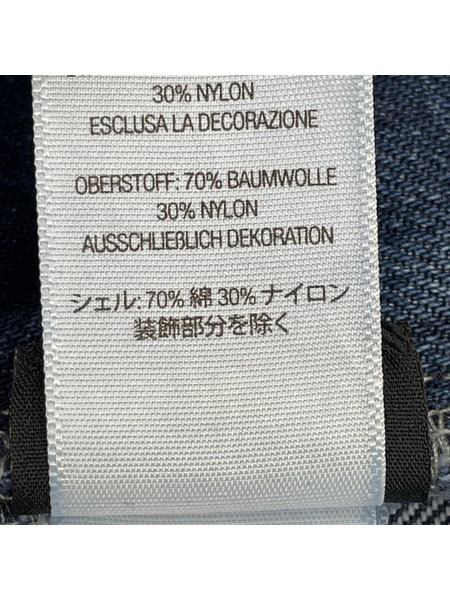 30% NYLON
ESCLUSA LA DECORAZIONE
OBERSTOFF: 70% BAUMWOLLE
30% NYLON
AUSSCHLIEßLICH DEKORATION
シェル: 70% 綿 30% ナイロン
装飾部分を除く